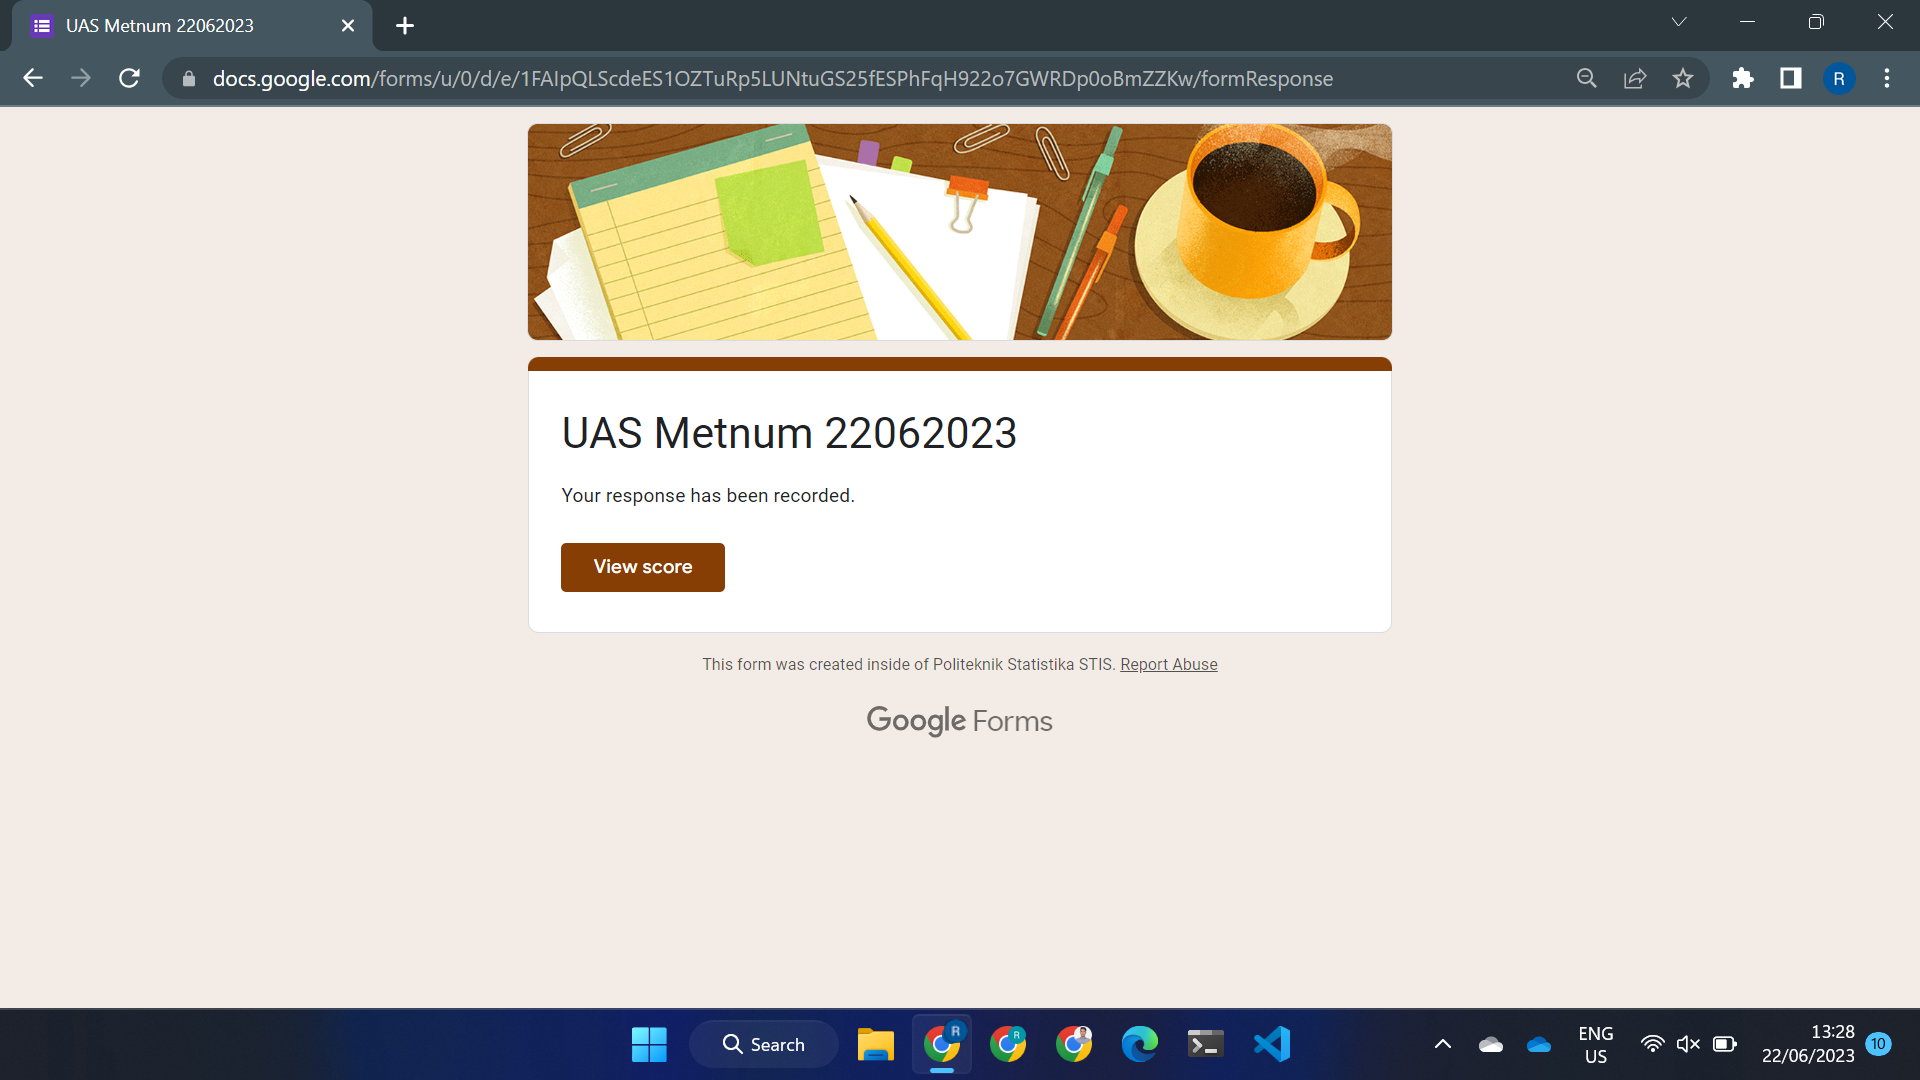 UAS Metnum 22062023
docs.google.com/forms/u/0/d/e/1FAIpQLScdeES1OZTuRp5LUNtuGS25fESPhFqH922o7GWRDp0oBmZZKw/formResponse
R
UAS Metnum 22062023
Your response has been recorded.
View score
This form was created inside of Politeknik Statistika STIS. Report Abuse
Google Forms
Search
R
R
ENG
US
13:28
22/06/2023
10